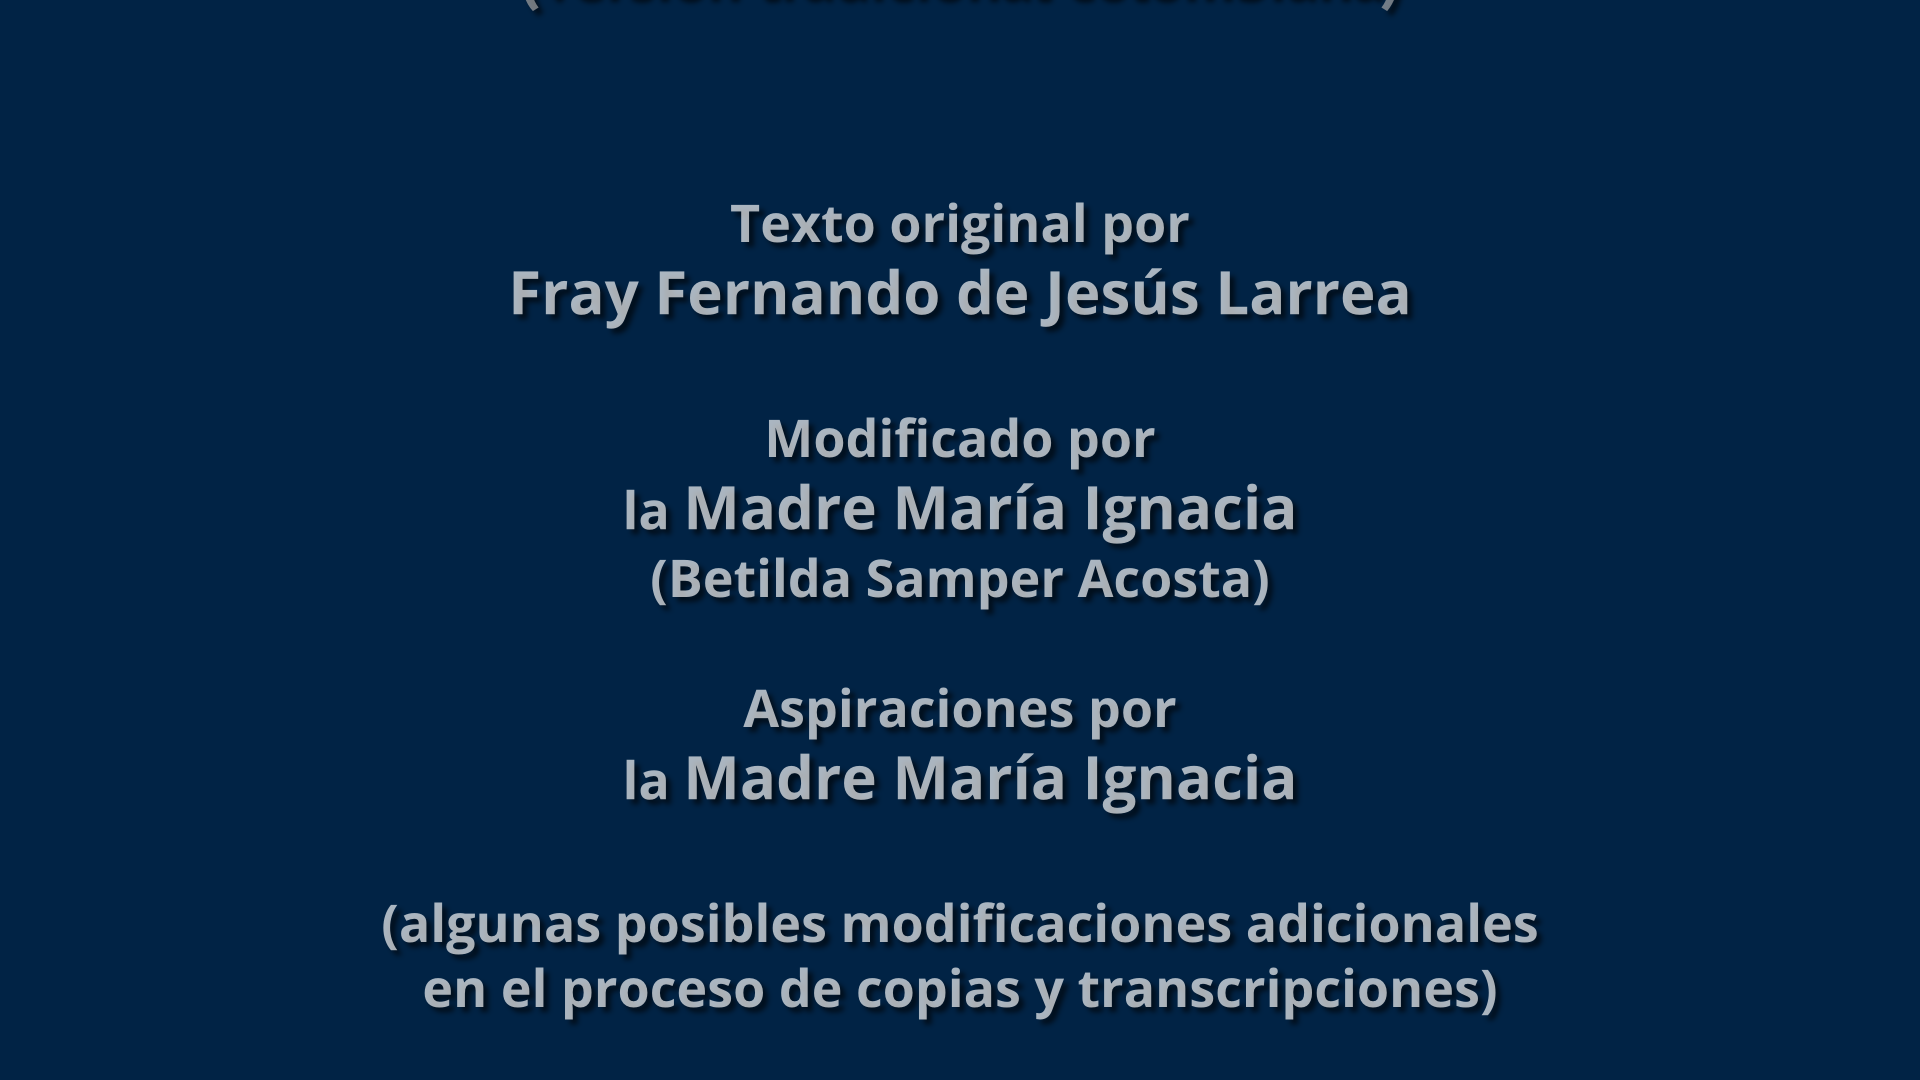 Texto original por
Fray Fernando de Jesús Larrea
Modificado por
la Madre María Ignacia
(Betilda Samper Acosta)
Aspiraciones por
la Madre María Ignacia
(algunas posibles modificaciones adicionales
en el proceso de copias y transcripciones)